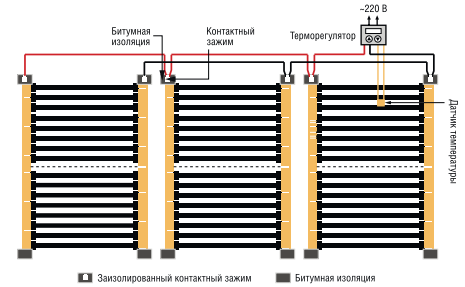 ~220 В
Битумная
изоляция
Контактный
зажим
Терморегулятор
Датчик температуры
Заизолированный контактный зажим
Битумная изоляция